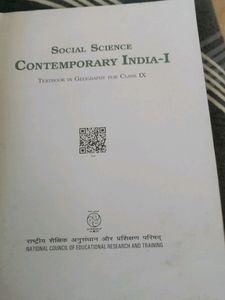 SOCIAL SCIENCE
CONTEMPORARY INDIA-I
TEXTBOOK IN GEOGRAPHY FOR CLASS IX
राष्ट्रीय शैक्षिक अनुसंधान और प्रशिक्षण परिषद्
NATIONAL COUNCIL OF EDUCATIONAL RESEARCH AND TRAINING